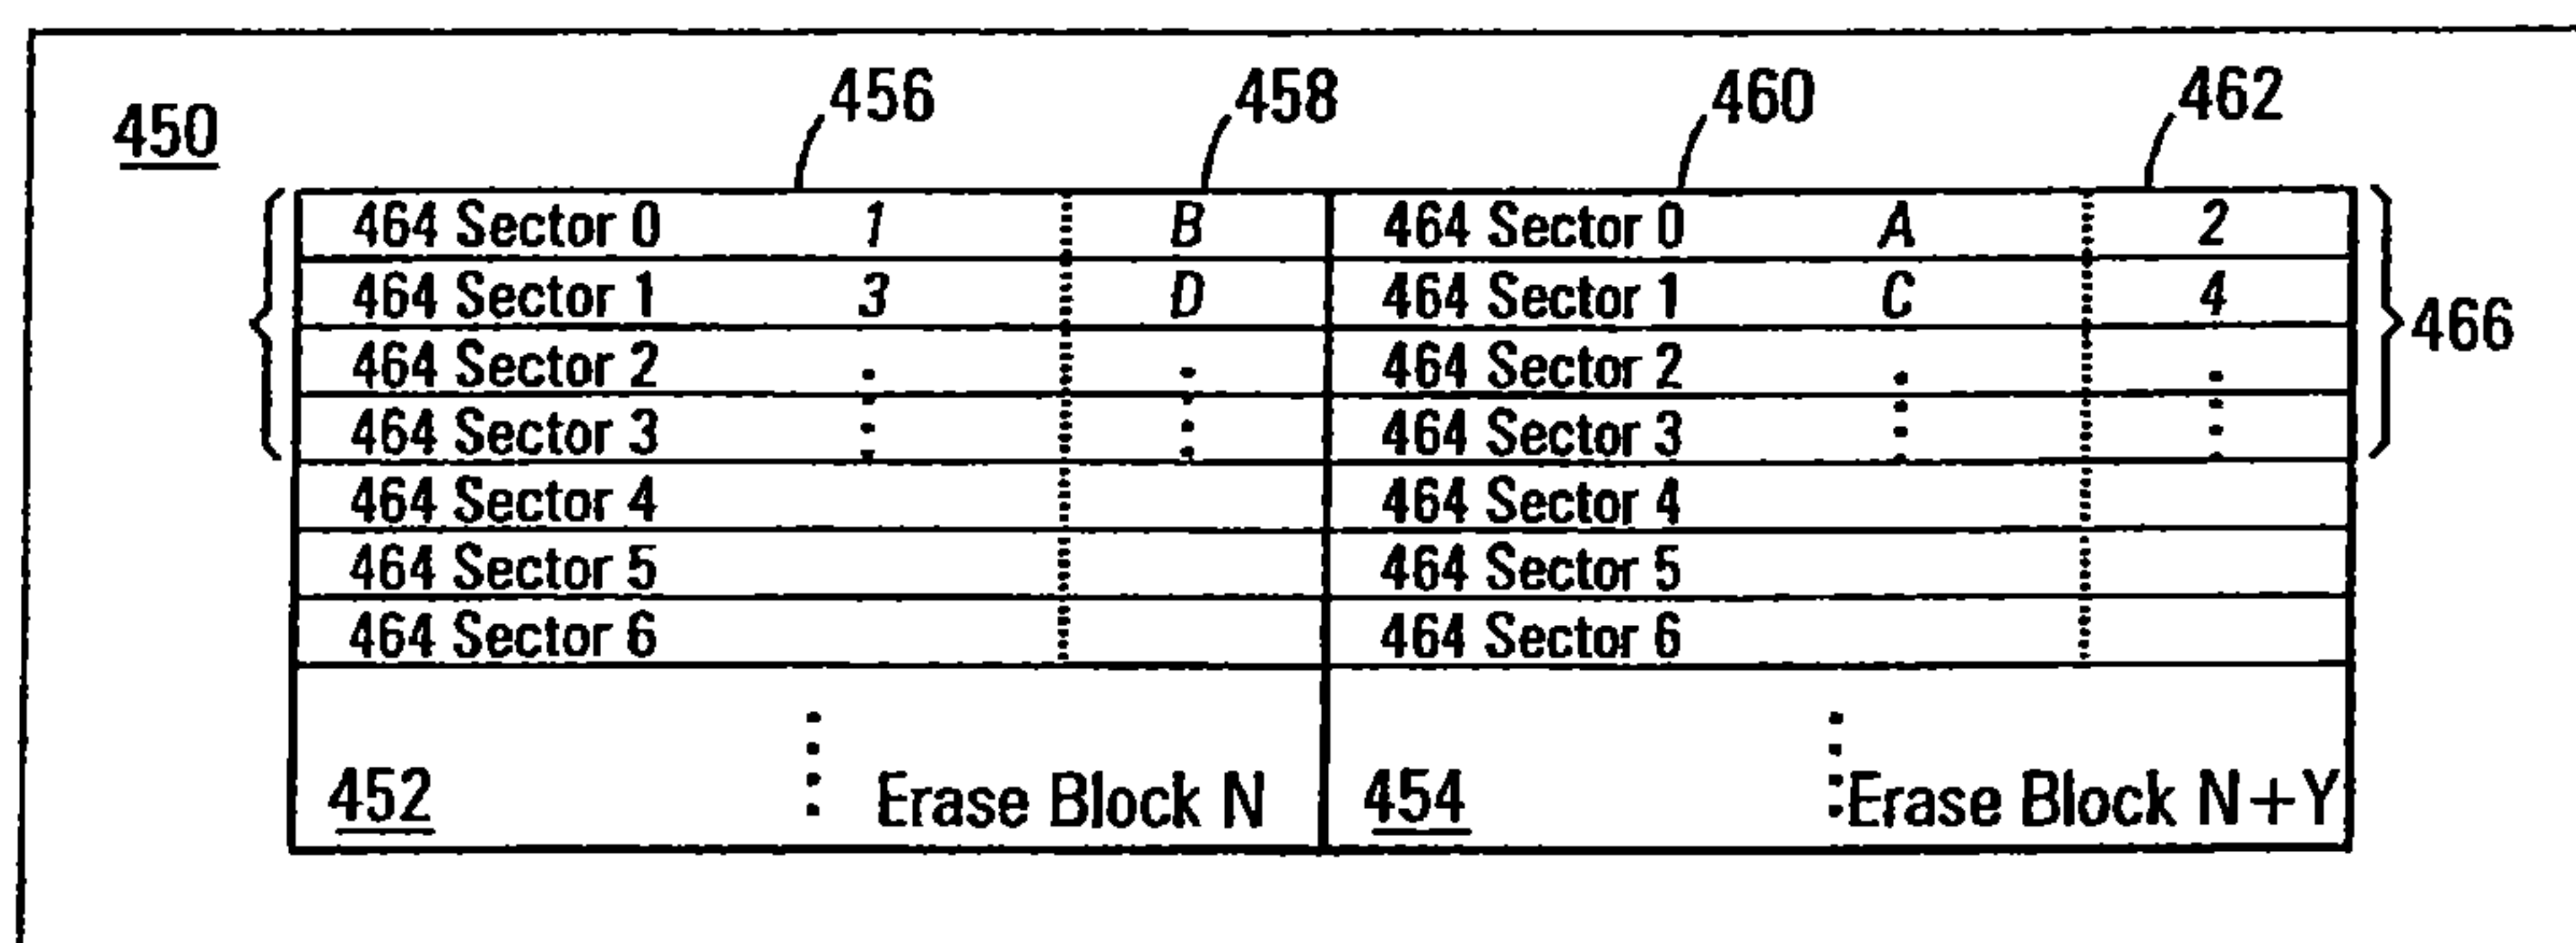 450 456 458 460 462
464 Sector 0 1 B 464 Sector 0 A 2
464 Sector 1 3 D 464 Sector 1 C 4
464 Sector 2 464 Sector 2
466
464 Sector 3 464 Sector 3
464 Sector 4 464 Sector 4
464 Sector 5 464 Sector 5
464 Sector 6 464 Sector 6
452 Erase Block N 454 Erase Block N+Y